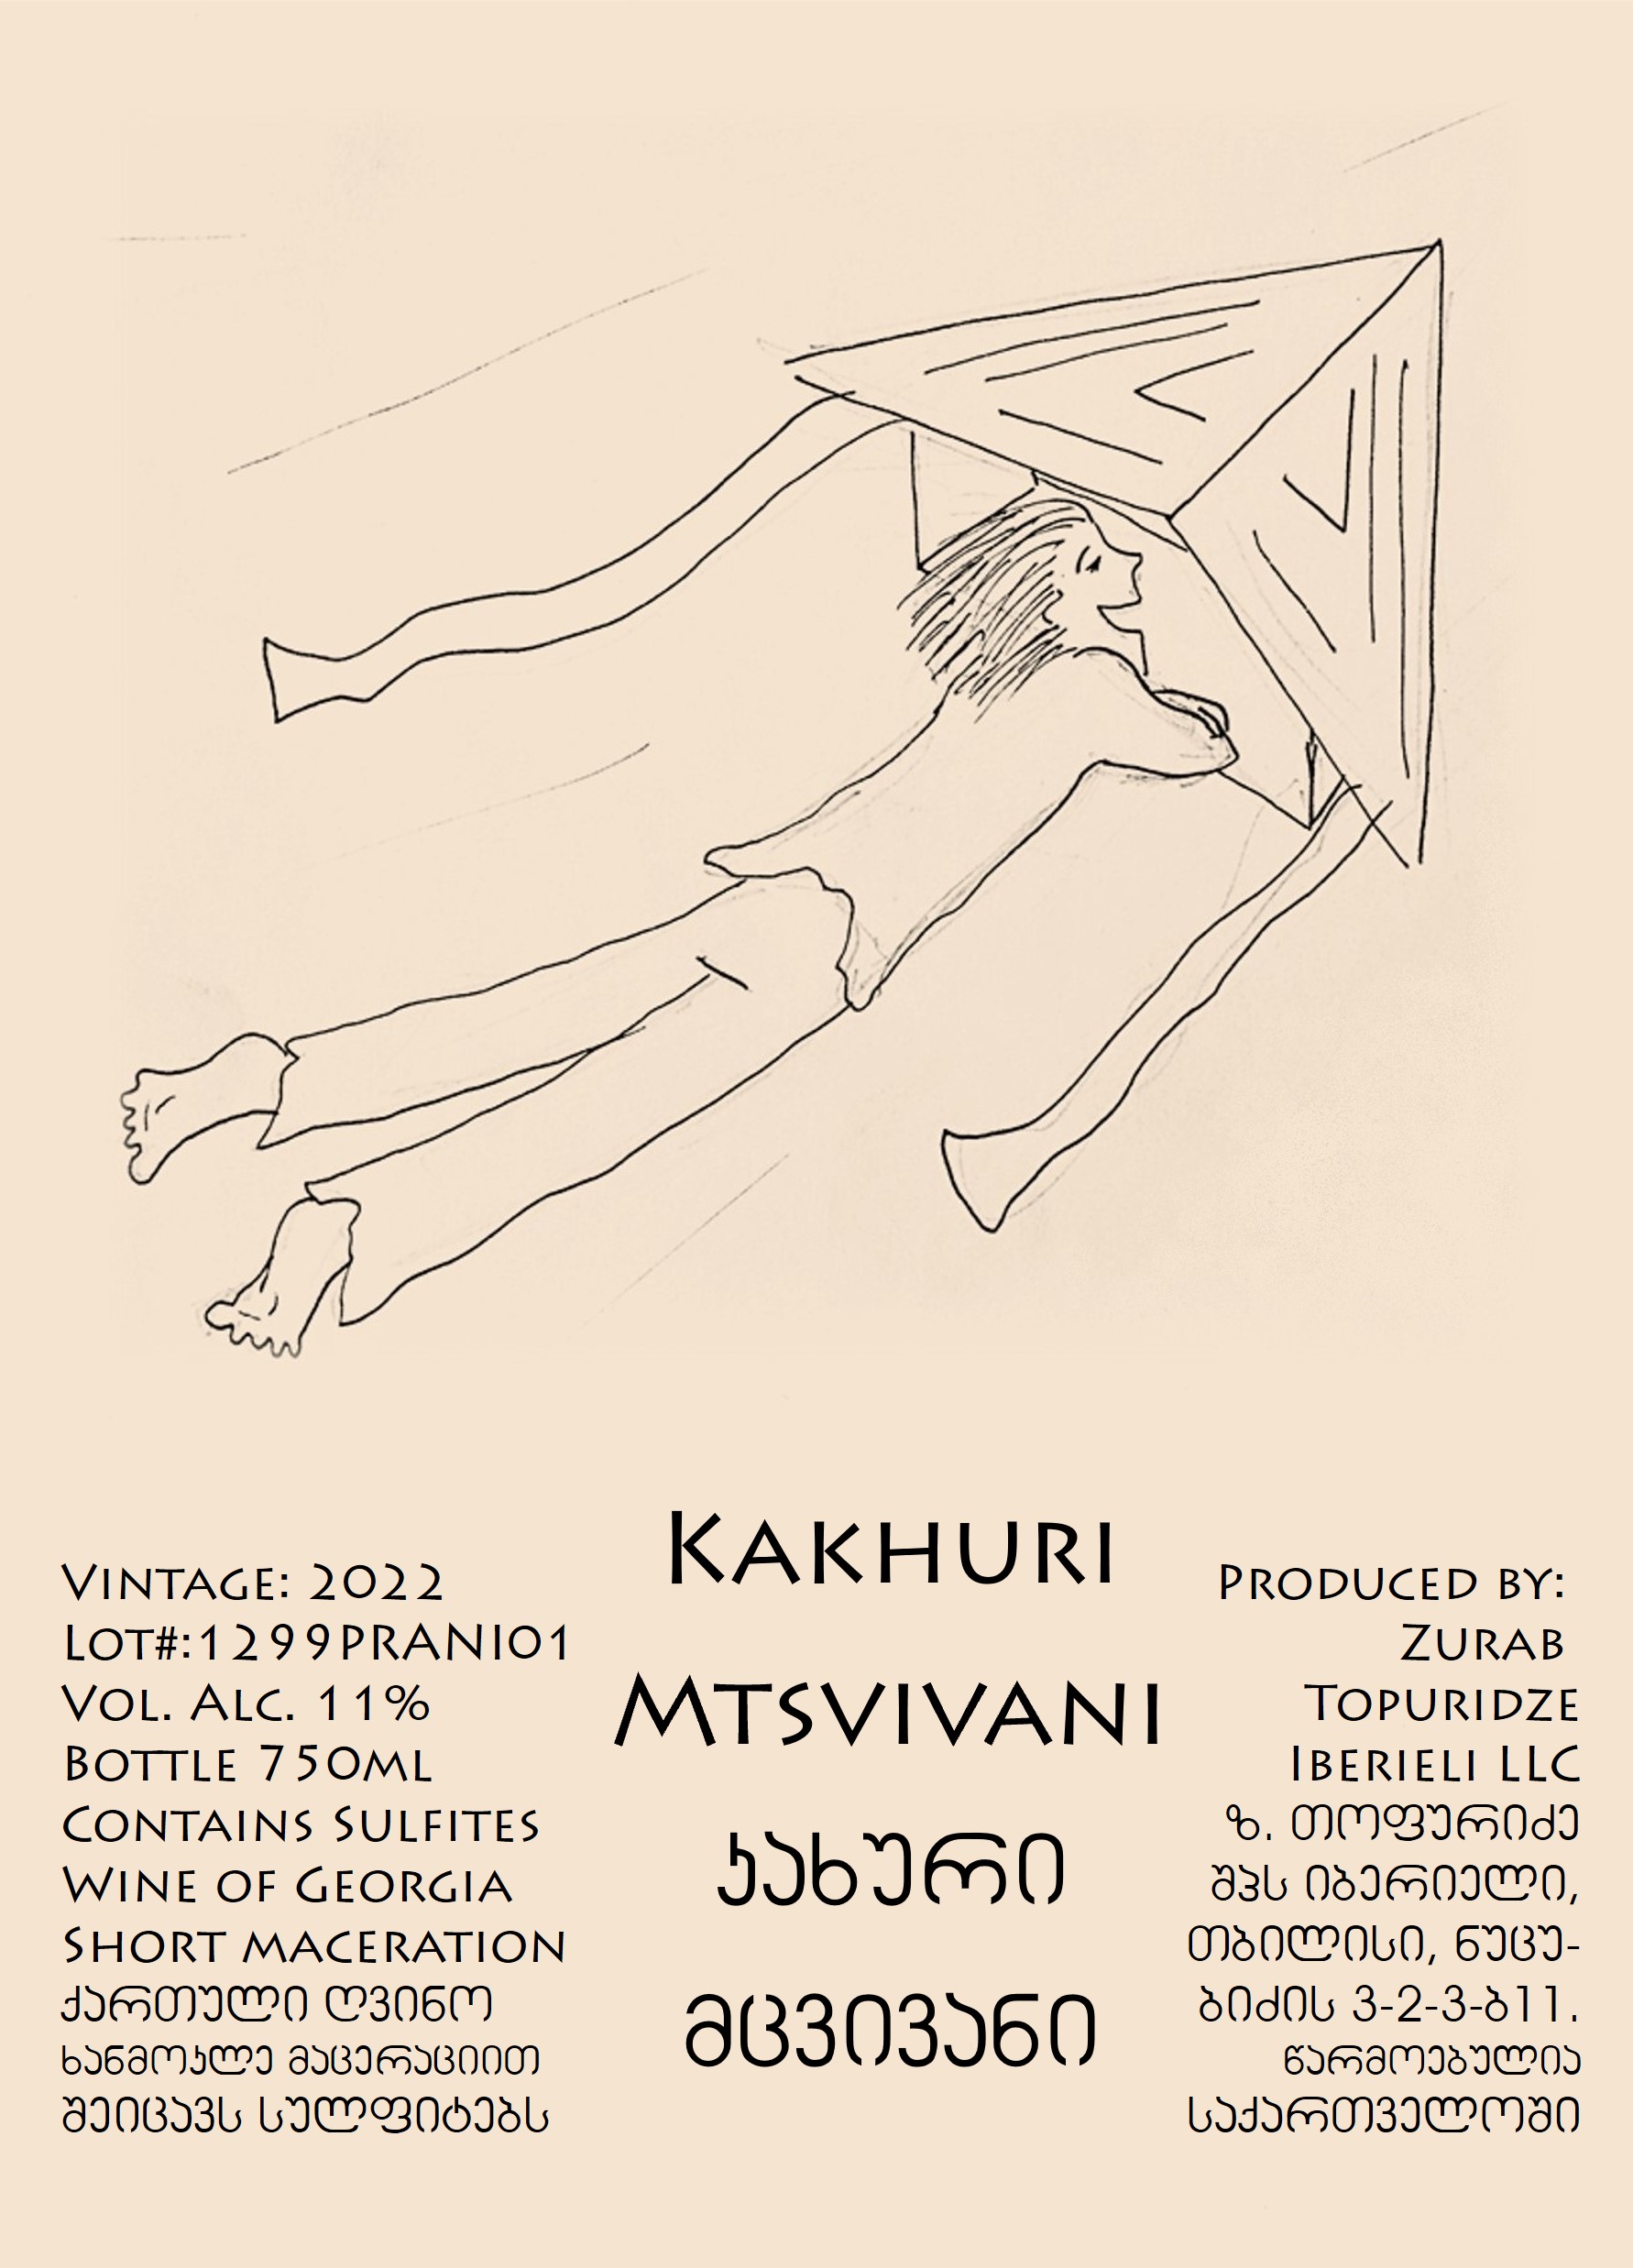 Kakhuri
Mtsvivani
კახური
მცვივანი
Vintage: 2022
Lot#:1299PRANI01
Vol. Alc. 11%
Bottle 750ml
Contains Sulfites
Wine of Georgia
Short maceration
ქართული ღვინო
ხანმოკლე მაცერაციით
შეიცავს სულფიტებს
Produced by:
Zurab
Topuridze
Iberieli LLC
ზ. თოფურიძე
შპს იბერიელი,
თბილისი, ნუცუ-
ბიძის 3-2-3-ბ11.
წარმოებულია
საქართველოში